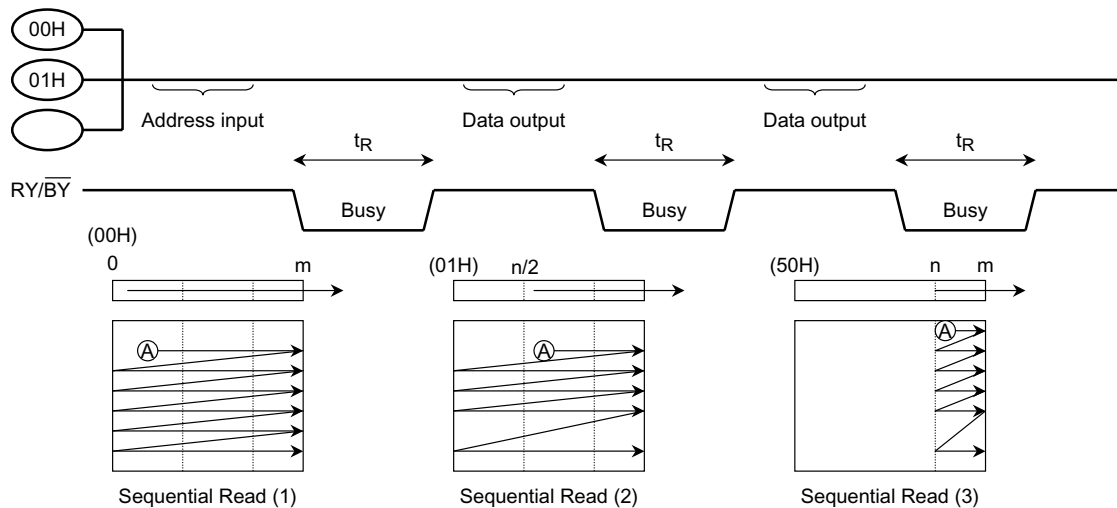 00H
01H
Address input
Data output
Data output
tR
tR
tR
RY/BY
Busy
Busy
Busy
(00H)
0
m
(01H)
n/2
(50H)
n
m
A
A
A
Sequential Read (1)
Sequential Read (2)
Sequential Read (3)